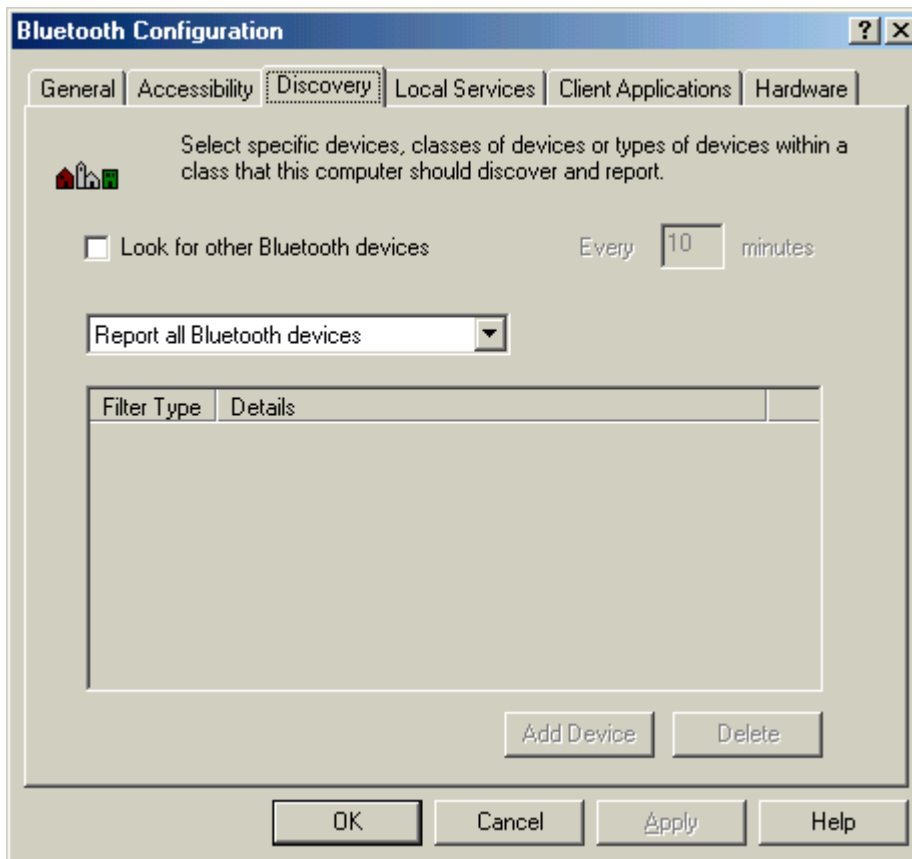 Bluetooth Configuration
General Accessibility Discovery Local Services Client Applications Hardware
Select specific devices, classes of devices or types of devices within a
class that this computer should discover and report.
Look for other Bluetooth devices Every 10 minutes
Report all Bluetooth devices
Filter Type Details
Add Device Delete
OK Cancel Apply Help